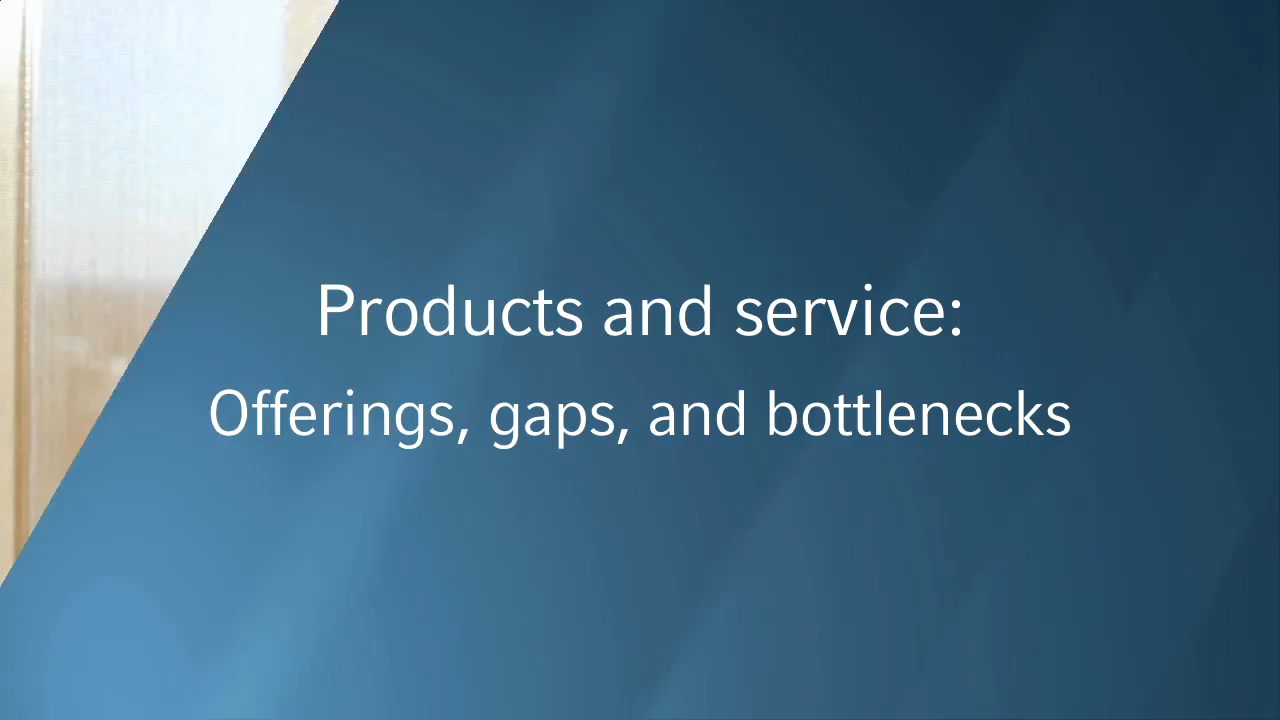 Products and service:
Offerings, gaps, and bottlenecks